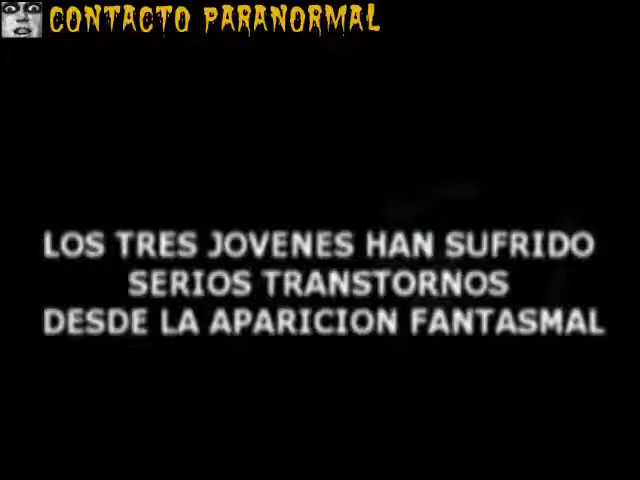 CONTACTO PARANORMAL
LOS TRES JOVENES HAN SUFRIDO
SERIOS TRANSTORNOS
DESDE LA APARICION FANTASMAL